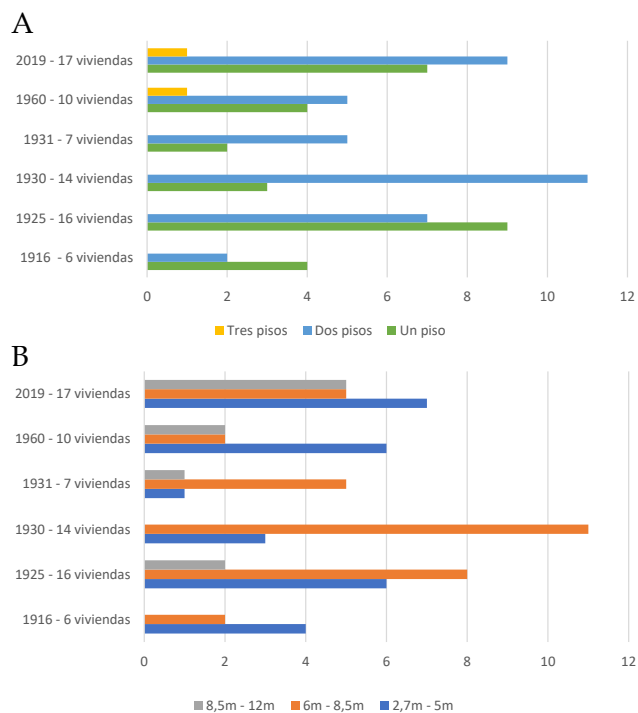 A
2019 - 17 viviendas
1960 - 10 viviendas
1931 - 7 viviendas
1930 - 14 viviendas
1925 - 16 viviendas
1916 - 6 viviendas
0 2 4 6 8 10 12
Tres pisos Dos pisos Un piso
B
2019 - 17 viviendas
1960 - 10 viviendas
1931 - 7 viviendas
1930 - 14 viviendas
1925 - 16 viviendas
1916 - 6 viviendas
0 2 4 6 8 10 12
8,5m - 12m 6m - 8,5m 2,7m - 5m